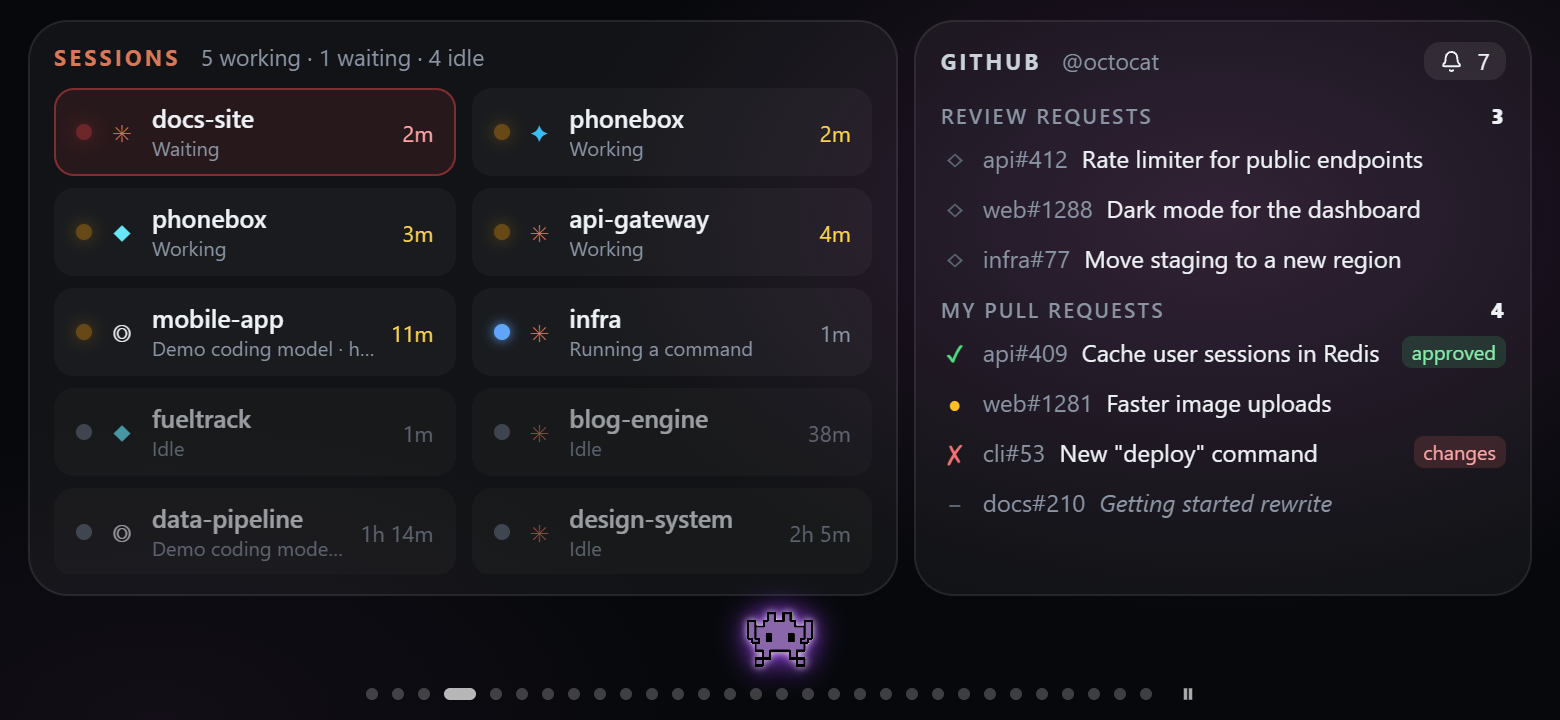 SESSIONS 5 working · 1 waiting · 4 idle
docs-site
Waiting
2m
phonebox
Working
2m
phonebox
Working
3m
api-gateway
Working
4m
mobile-app
Demo coding model · h...
11m
infra
Running a command
1m
fueltrack
Idle
1m
blog-engine
Idle
38m
data-pipeline
Demo coding mode...
1h 14m
design-system
Idle
2h 5m
GITHUB @octocat 7
REVIEW REQUESTS 3
api#412 Rate limiter for public endpoints
web#1288 Dark mode for the dashboard
infra#77 Move staging to a new region
MY PULL REQUESTS 4
api#409 Cache user sessions in Redis approved
web#1281 Faster image uploads
cli#53 New "deploy" command changes
docs#210 Getting started rewrite